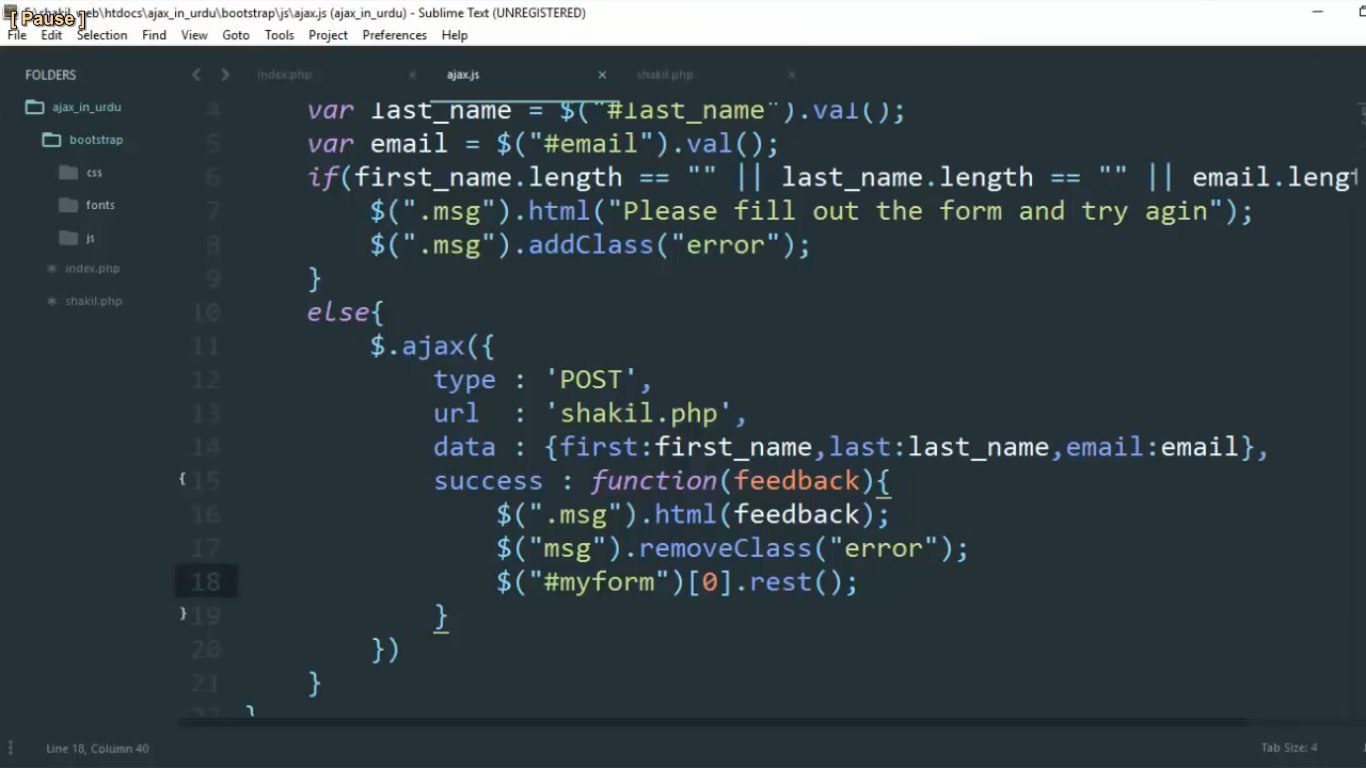 [ Pause ]
htdocs\ajax_in_urdu\bootstrap\js\ajax.js (ajax_in_urdu) - Sublime Text (UNREGISTERED)
File Edit Selection Find View Goto Tools Project Preferences Help
FOLDERS
ajax_in_urdu
bootstrap
css
fonts
js
index.php
shakil.php
index.php × ajax.js × shakil.php ×
4 var last_name = $("#last_name").val();
5 var email = $("#email").val();
6 if(first_name.length == "" || last_name.length == "" || email.lengt
7 $(".msg").html("Please fill out the form and try agin");
8 $(".msg").addClass("error");
9 }
10 else{
11 $.ajax({
12 type : 'POST',
13 url : 'shakil.php',
14 data : {first:first_name,last:last_name,email:email},
{ 15 success : function(feedback){
16 $(".msg").html(feedback);
17 $("msg").removeClass("error");
18 $("#myform")[0].rest();
} 19 }
20 })
21 }
22 }
Line 18, Column 40
Tab Size: 4